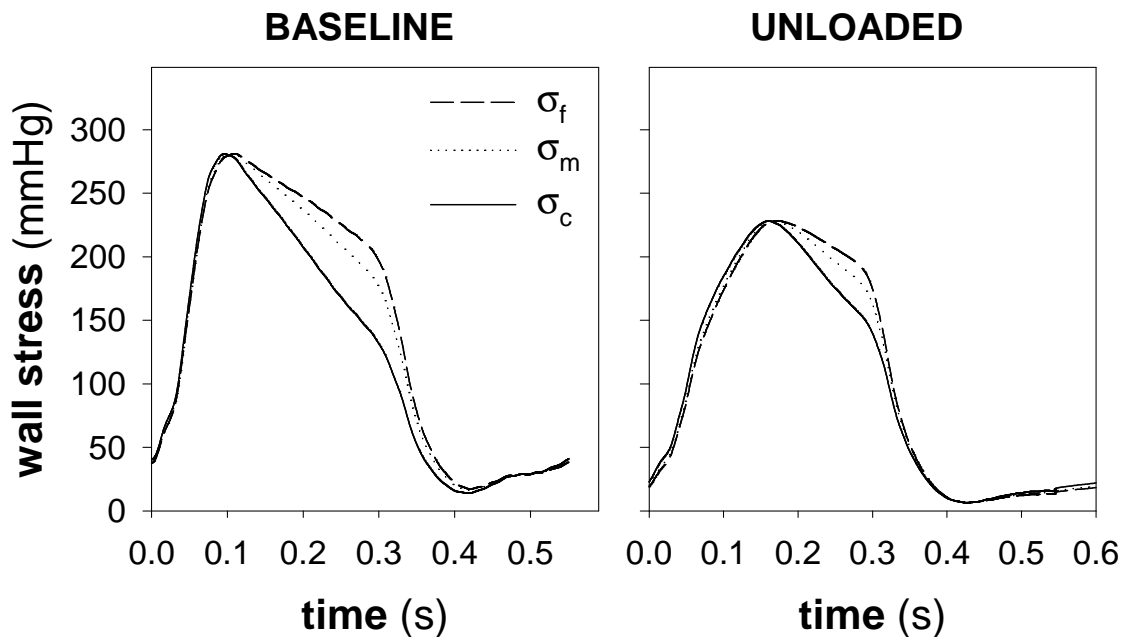 BASELINE
UNLOADED
wall stress (mmHg)
300
250
200
150
100
50
0
σf
σm
σc
0.0 0.1 0.2 0.3 0.4 0.5
0.0 0.1 0.2 0.3 0.4 0.5 0.6
time (s)
time (s)